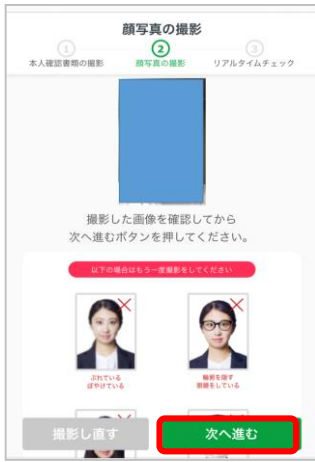 顔写真の撮影
1 2 3
本人確認書類の撮影 顔写真の撮影 リアルタイムチェック
撮影した画像を確認してから
次へ進むボタンを押してください。
以下の場合はもう一度撮影をしてください
ぶれている
ぼやけている
輪郭を隠す
眼鏡をしている
撮影し直す
次へ進む